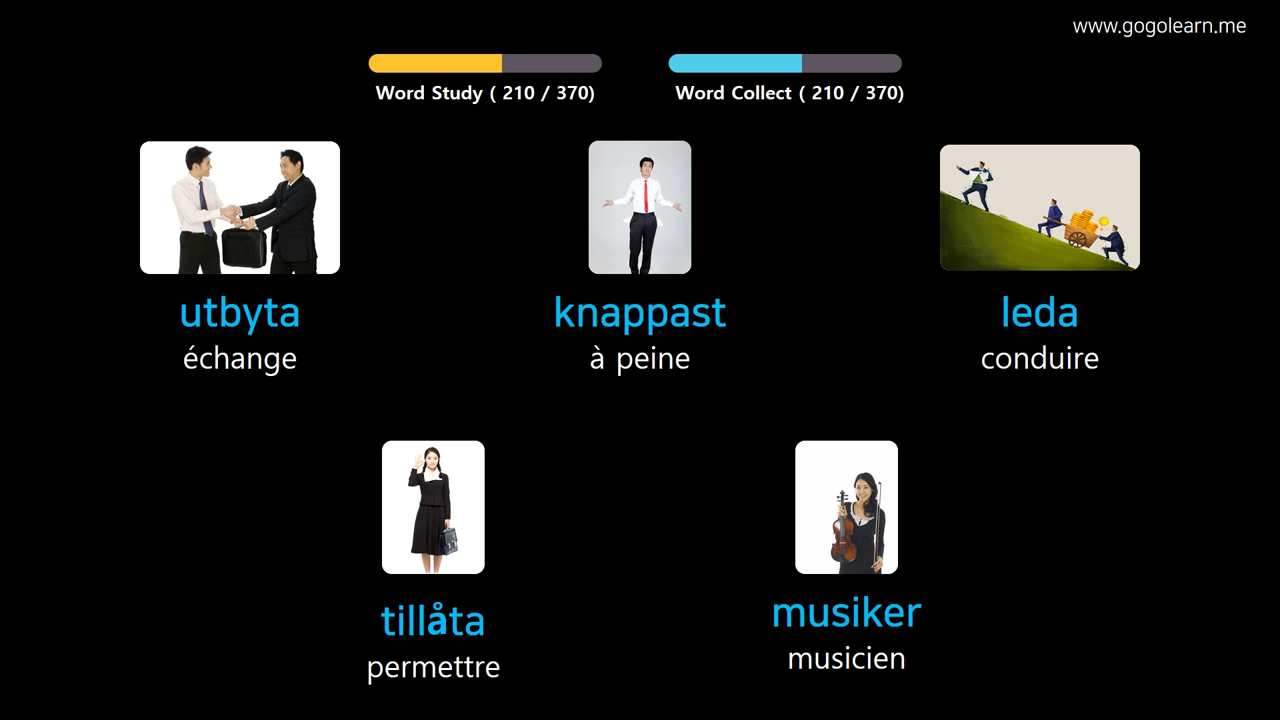 www.gogolearn.me
Word Study ( 210 / 370)
Word Collect ( 210 / 370)
utbyta
échange
knappast
à peine
leda
conduire
tillåta
permettre
musiker
musicien